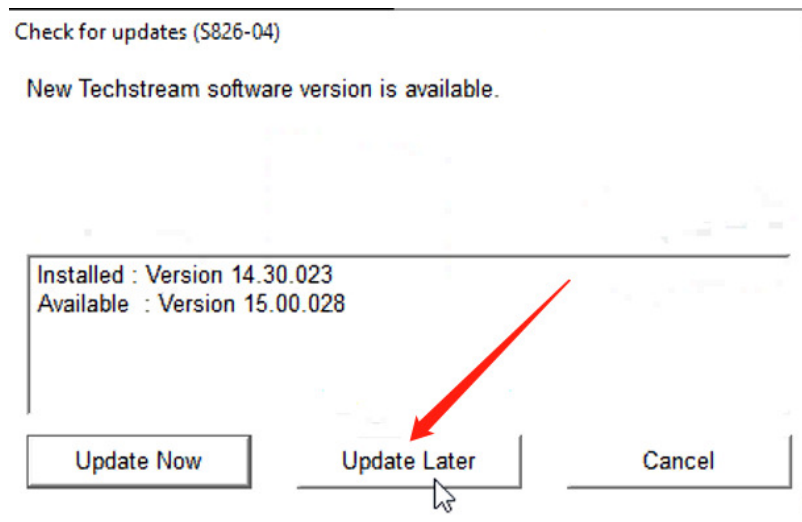 Check for updates (S826-04)
New Techstream software version is available.
Installed : Version 14.30.023
Available : Version 15.00.028
Update Now
Update Later
Cancel